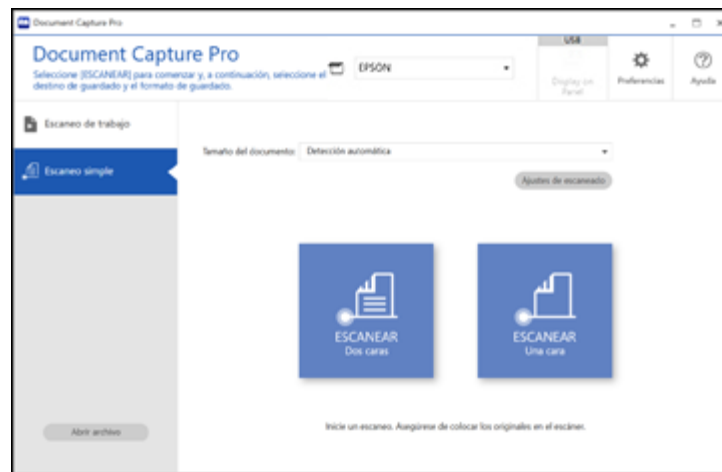 Document Capture Pro
Document Capture Pro
Seleccione [ESCANEAR] para comenzar y, a continuación, seleccione el
destino de guardado y el formato de guardado.
EPSON
USB
Display on
Panel
Preferencias
Ayuda
Escaneo de trabajo
Escaneo simple
Tamaño del documento:
Detección automática
Ajustes de escaneado
ESCANEAR
Dos caras
ESCANEAR
Una cara
Abrir archivo
Inicie un escaneo. Asegúrese de colocar los originales en el escáner.